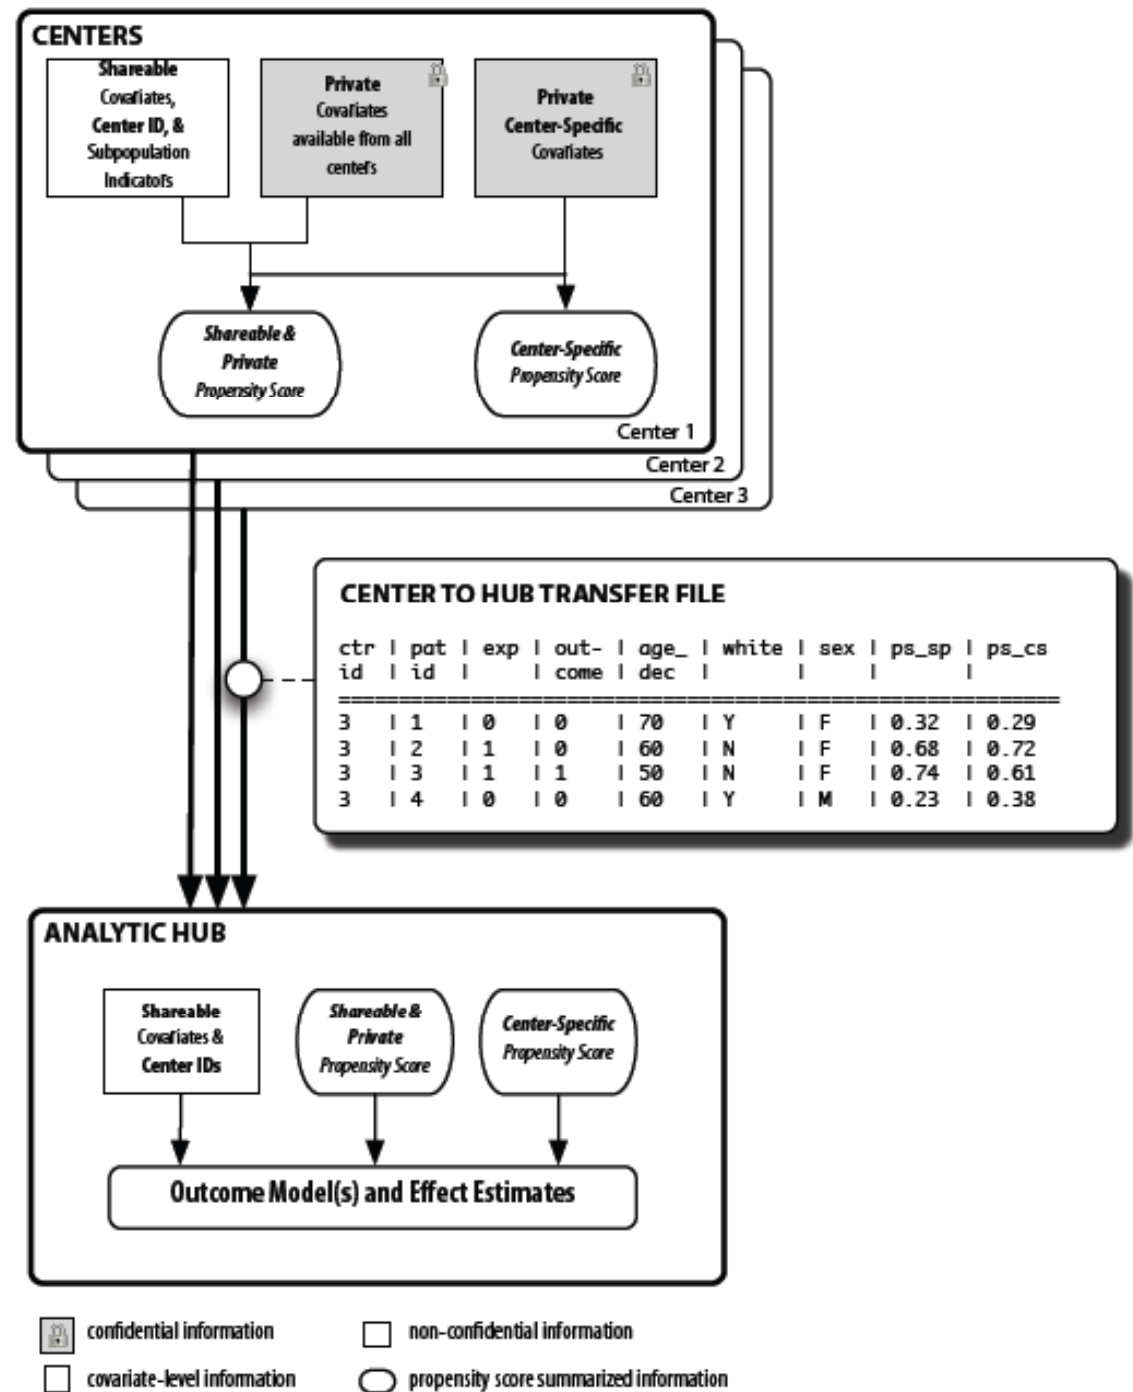 CENTERS
Shareable
Covariates,
Center ID, &
Subpopulation
Indicators
Private
Covariates
available from all
centers
Private
Center-Specific
Covariates
Shareable &
Private
Propensity Score
Center-Specific
Propensity Score
Center 1
Center 2
Center 3
CENTER TO HUB TRANSFER FILE
ctr | pat | exp | out- | age_ | white | sex | ps_sp | ps_cs
id | id | | come | dec | | | |
==========================================================
3 | 1 | 0 | 0 | 70 | Y | F | 0.32 | 0.29
3 | 2 | 1 | 0 | 60 | N | F | 0.68 | 0.72
3 | 3 | 1 | 1 | 50 | N | F | 0.74 | 0.61
3 | 4 | 0 | 0 | 60 | Y | M | 0.23 | 0.38
ANALYTIC HUB
Shareable
Covariates &
Center IDs
Shareable &
Private
Propensity Score
Center-Specific
Propensity Score
Outcome Model(s) and Effect Estimates
confidential information
non-confidential information
covariate-level information
propensity score summarized information